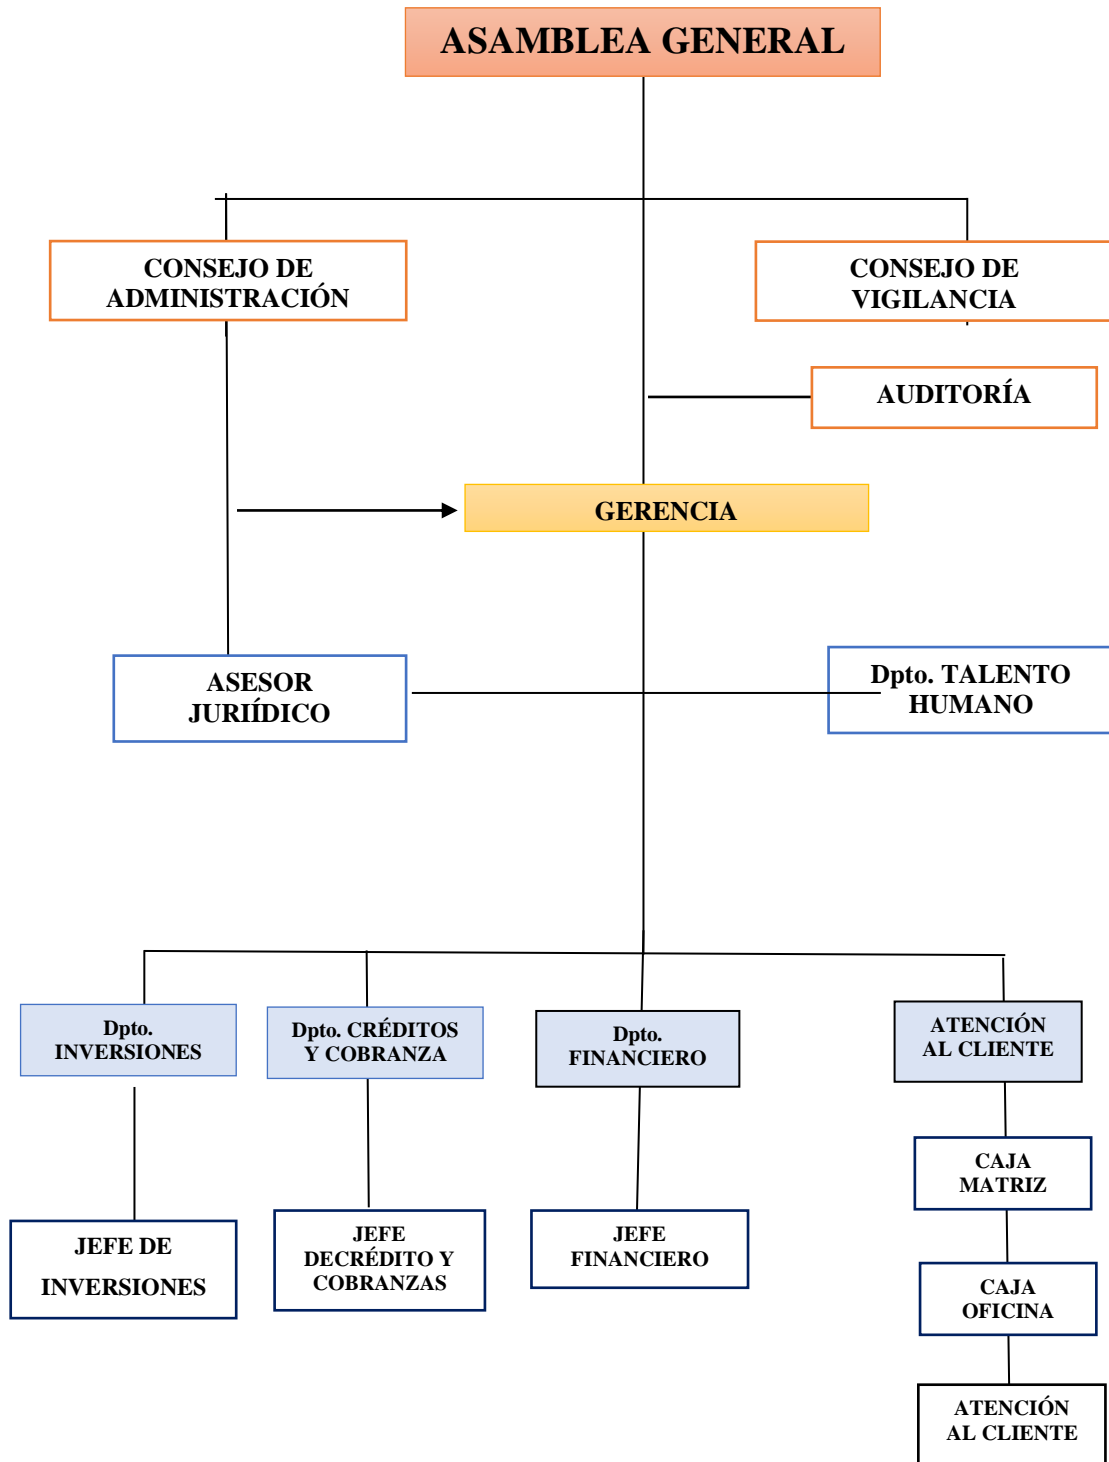 ASAMBLEA GENERAL
CONSEJO DE
ADMINISTRACIÓN
CONSEJO DE
VIGILANCIA
AUDITORÍA
GERENCIA
ASESOR
JURIÍDICO
Dpto. TALENTO
HUMANO
Dpto.
INVERSIONES
Dpto. CRÉDITOS
Y COBRANZA
Dpto.
FINANCIERO
ATENCIÓN
AL CLIENTE
CAJA
MATRIZ
JEFE DE
INVERSIONES
JEFE
DECRÉDITO Y
COBRANZAS
JEFE
FINANCIERO
CAJA
OFICINA
ATENCIÓN
AL CLIENTE